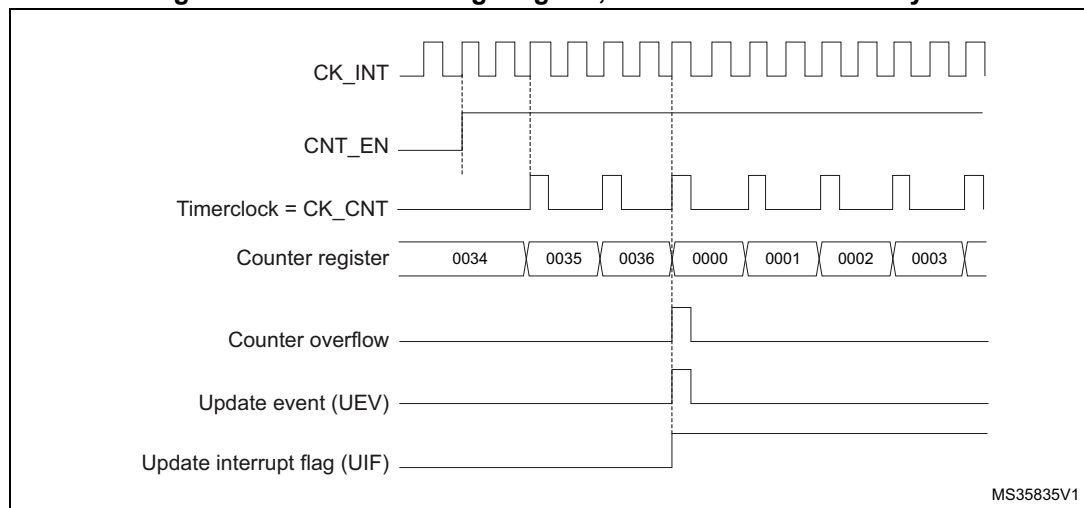 CK_INT
CNT_EN
Timerclock = CK_CNT
Counter register 0034 0035 0036 0000 0001 0002 0003
Counter overflow
Update event (UEV)
Update interrupt flag (UIF)
MS35835V1